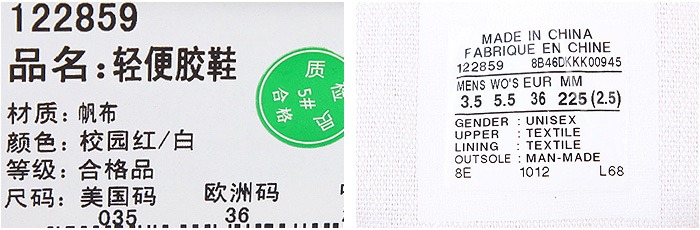 122859
品名:轻便胶鞋
材质:帆布
颜色:校园红/白
等级:合格品
尺码:美国码 欧洲码
035 36
质检员
5#
合格
MADE IN CHINA
FABRIQUE EN CHINE
122859 8B46DKKK00945
MENS WO'S EUR MM
3.5 5.5 36 225 (2.5)
GENDER : UNISEX
UPPER : TEXTILE
LINING : TEXTILE
OUTSOLE : MAN-MADE
8E 1012 L68